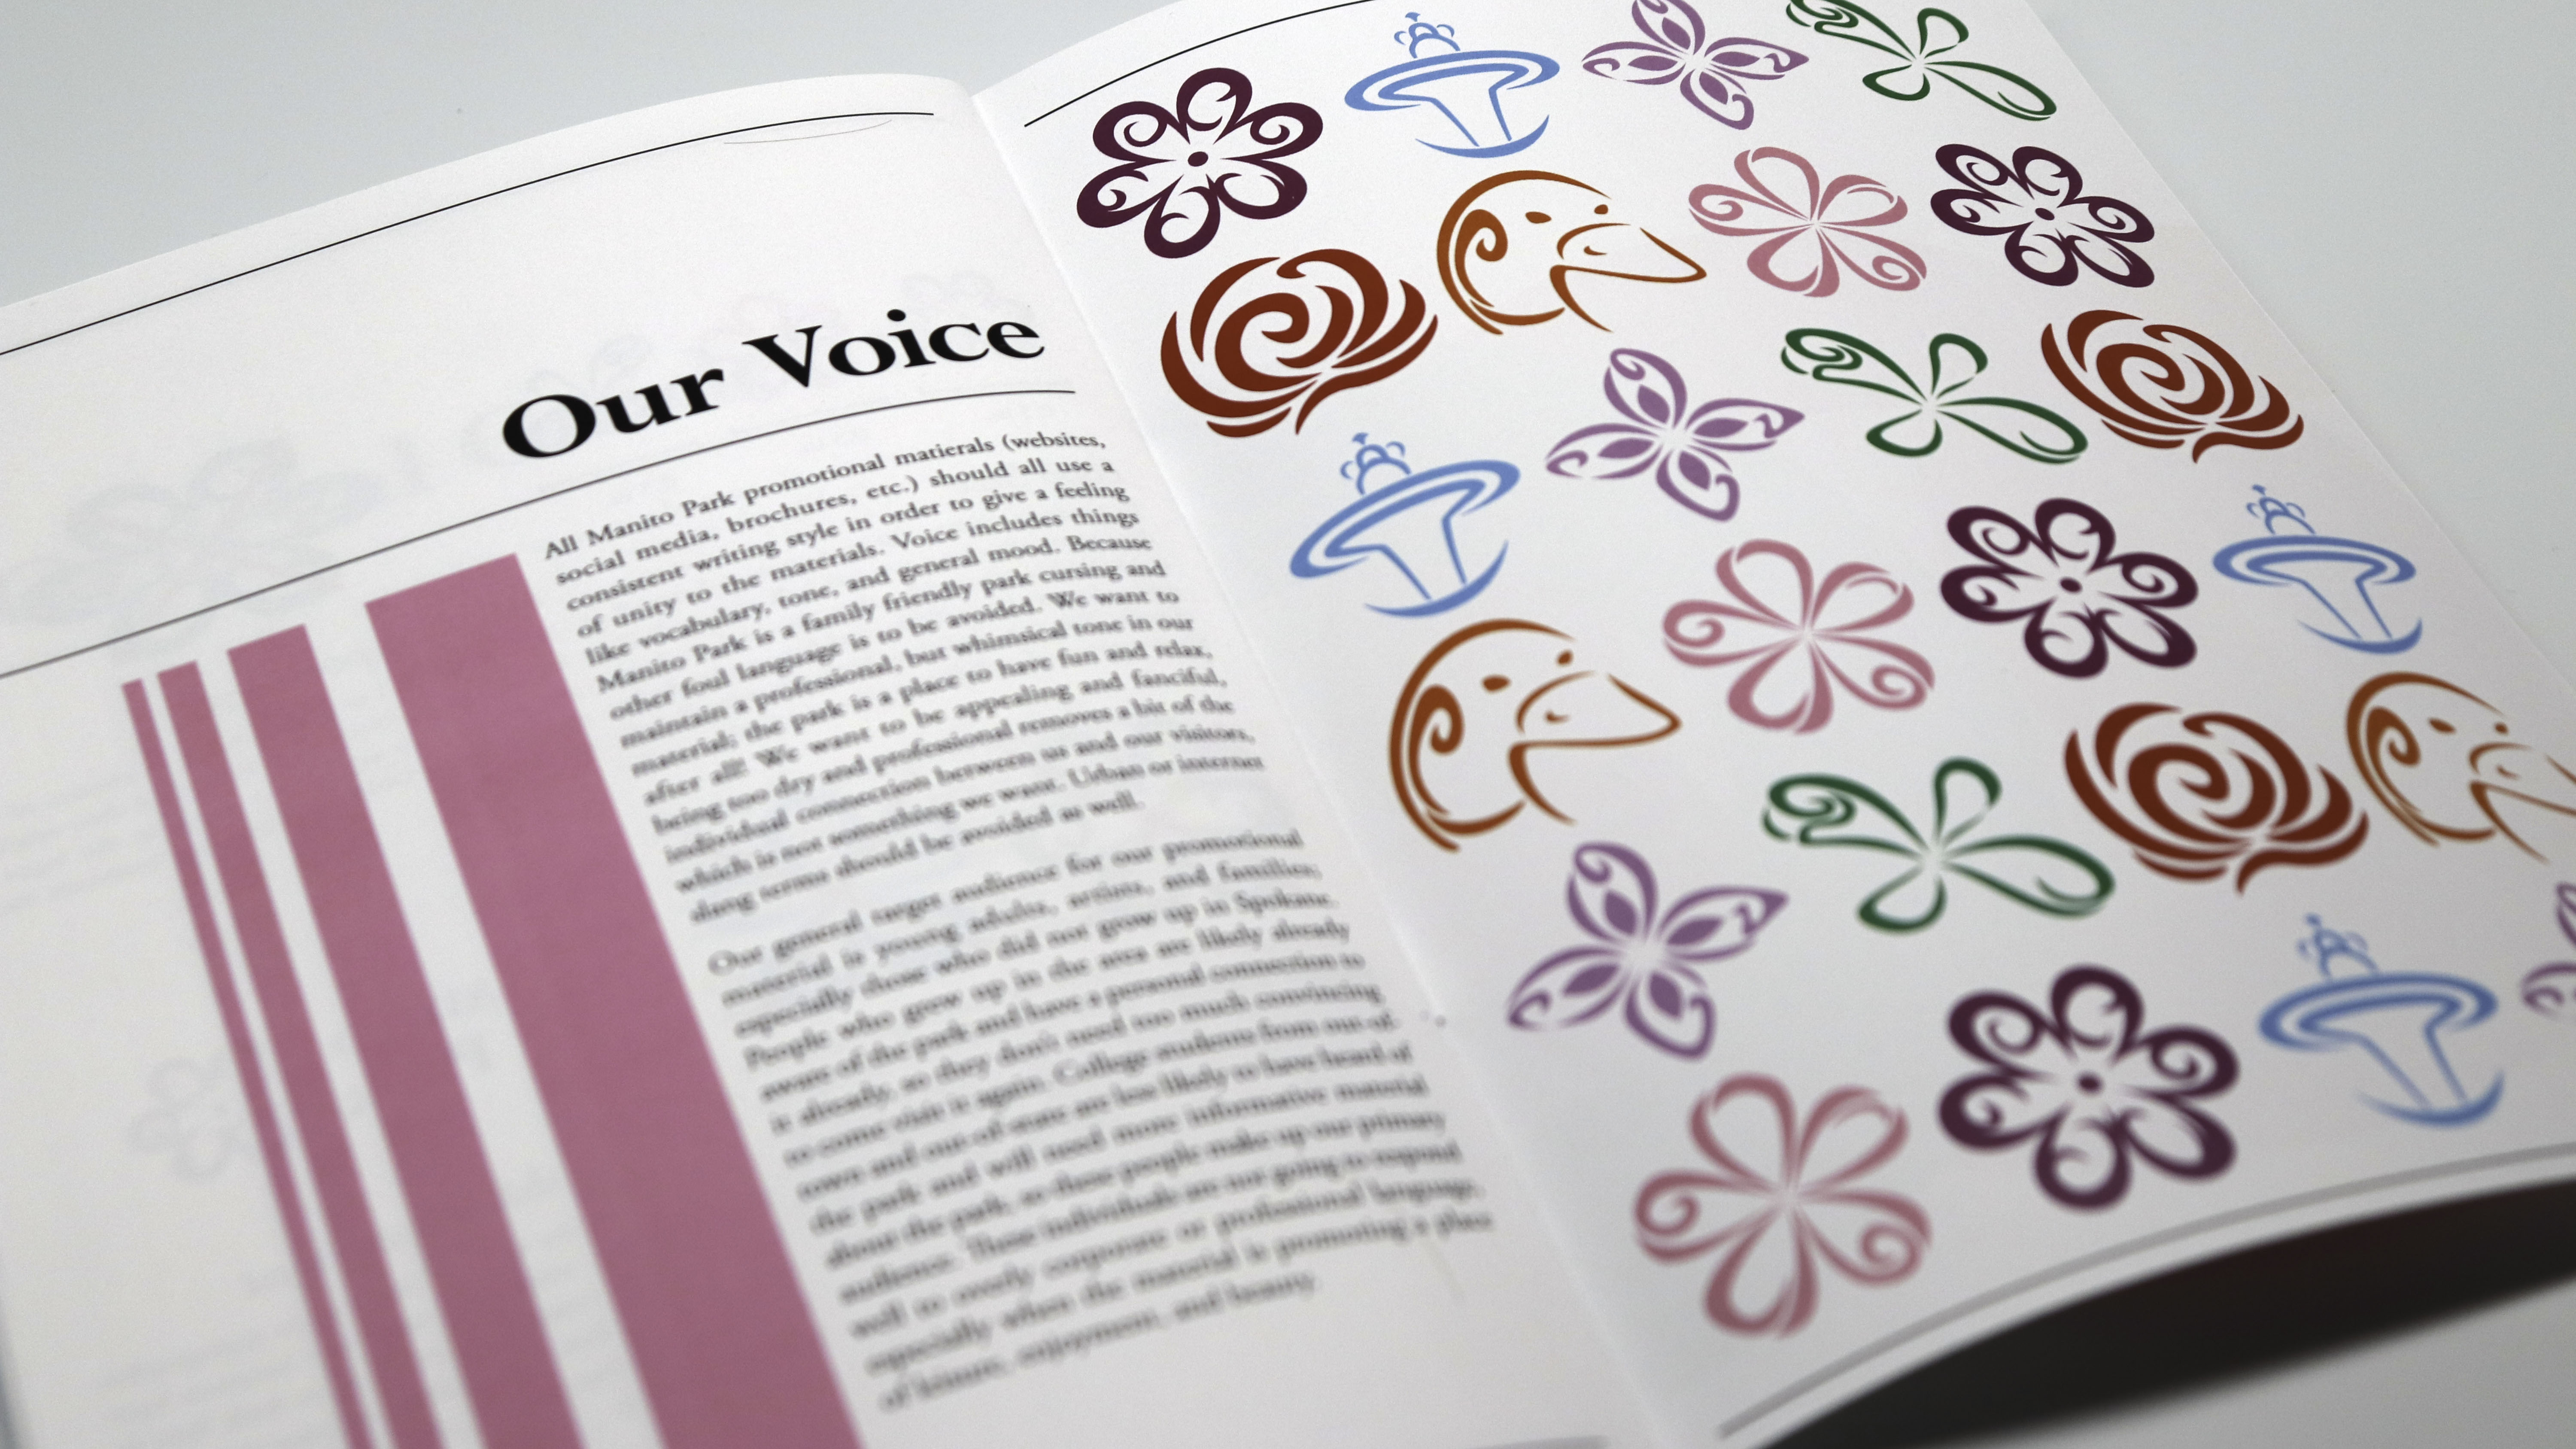 Our Voice
All Manito Park promotional matierals (websites,
social media, brochures, etc.) should all use a
consistent writing style in order to give a feeling
of unity to the materials. Voice includes things
like vocabulary, tone, and general mood. Because
Manito Park is a family friendly park cursing and
other foul language is to be avoided. We want to
maintain a professional, but whimsical tone in our
material; the park is a place to have fun and relax,
after all! We want to be appealing and fanciful,
being too dry and professional removes a bit of the
individual connection between us and our visitors,
which is not something we want. Urban or internet
slang terms should be avoided as well.
Our general target audience for our promotional
material is young adults, artists, and families;
especially those who did not grow up in Spokane.
People who grew up in the area are likely already
aware of the park and have a personal connection to
it already, so they don't need too much convincing
to come visit it again. College students from out-of-
town and out-of-state are less likely to have heard of
the park and will need more informative material
about the park, so these people make up our primary
audience. These individuals are not going to respond
well to overly corporate or professional language,
especially when the material is promoting a place
of leisure, enjoyment, and beauty.